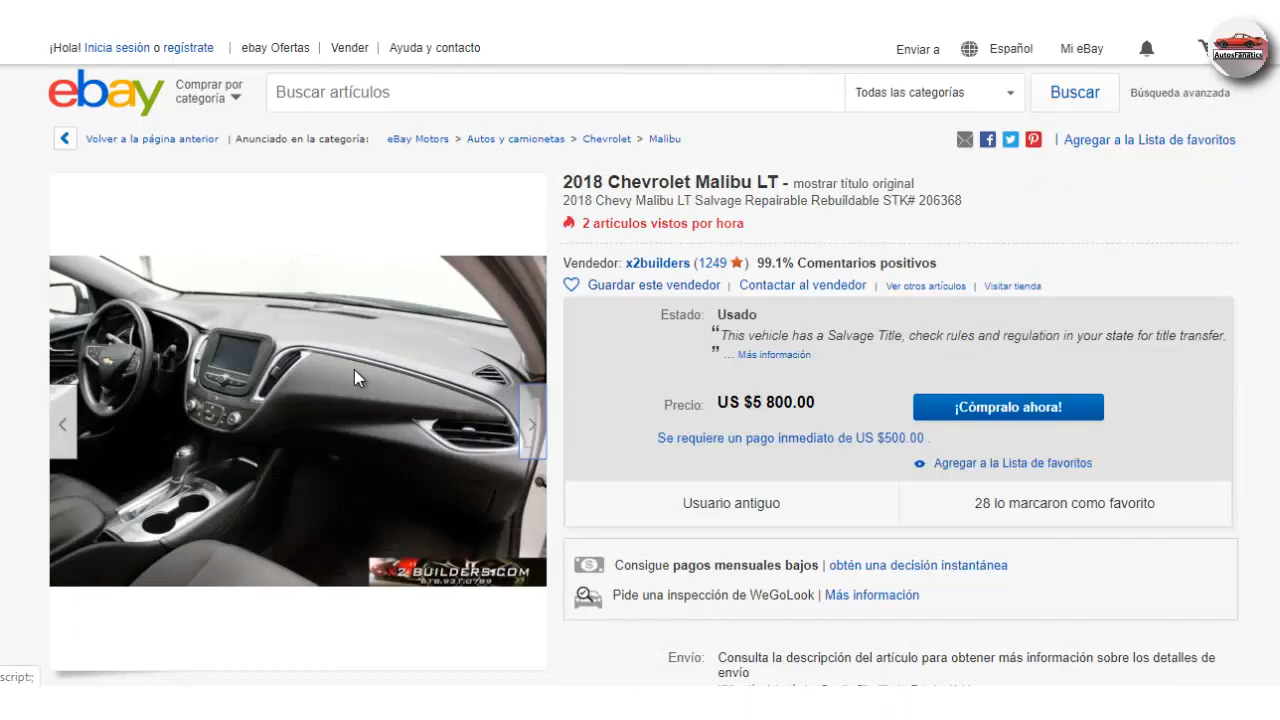 ¡Hola! Inicia sesión o regístrate | ebay Ofertas | Vender | Ayuda y contacto
Enviar a Español Mi eBay
AutosFanatics
ebay Comprar por categoría Buscar artículos Todas las categorías Buscar Búsqueda avanzada
Volver a la página anterior | Anunciado en la categoría: eBay Motors > Autos y camionetas > Chevrolet > Malibu
| Agregar a la Lista de favoritos
2018 Chevrolet Malibu LT - mostrar título original
2018 Chevy Malibu LT Salvage Repairable Rebuildable STK# 206368
2 artículos vistos por hora
Vendedor: x2builders (1249 ) 99.1% Comentarios positivos
Guardar este vendedor | Contactar al vendedor | Ver otros artículos | Visitar tienda
Estado: Usado
“This vehicle has a Salvage Title, check rules and regulation in your state for title transfer.
” ... Más información
Precio: US $5 800.00 ¡Cómpralo ahora!
Se requiere un pago inmediato de US $500.00 .
Agregar a la Lista de favoritos
Usuario antiguo 28 lo marcaron como favorito
X2BUILDERS.COM
678.937.0789
Consigue pagos mensuales bajos | obtén una decisión instantánea
Pide una inspección de WeGoLook | Más información
Envío: Consulta la descripción del artículo para obtener más información sobre los detalles de
envío
script;